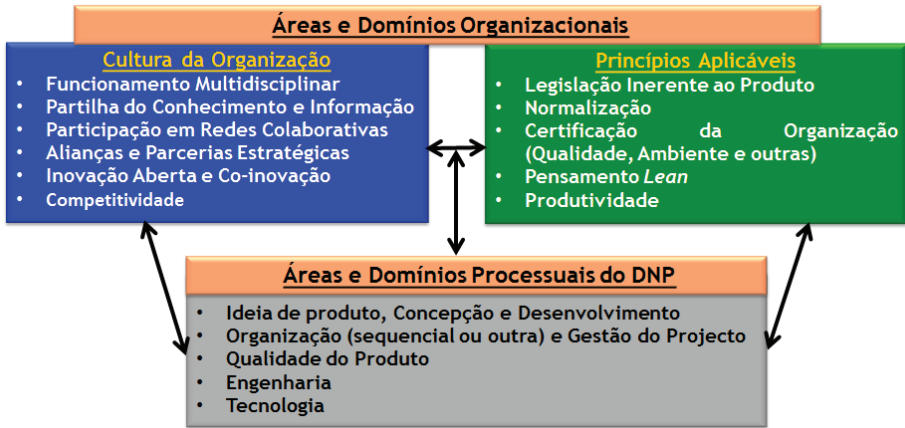 Áreas e Domínios Organizacionais
Cultura da Organização
• Funcionamento Multidisciplinar
• Partilha do Conhecimento e Informação
• Participação em Redes Colaborativas
• Alianças e Parcerias Estratégicas
• Inovação Aberta e Co-inovação
• Competitividade
Princípios Aplicáveis
• Legislação Inerente ao Produto
• Normalização
• Certificação da Organização
(Qualidade, Ambiente e outras)
• Pensamento Lean
• Produtividade
Áreas e Domínios Processuais do DNP
• Ideia de produto, Concepção e Desenvolvimento
• Organização (sequencial ou outra) e Gestão do Projecto
• Qualidade do Produto
• Engenharia
• Tecnologia